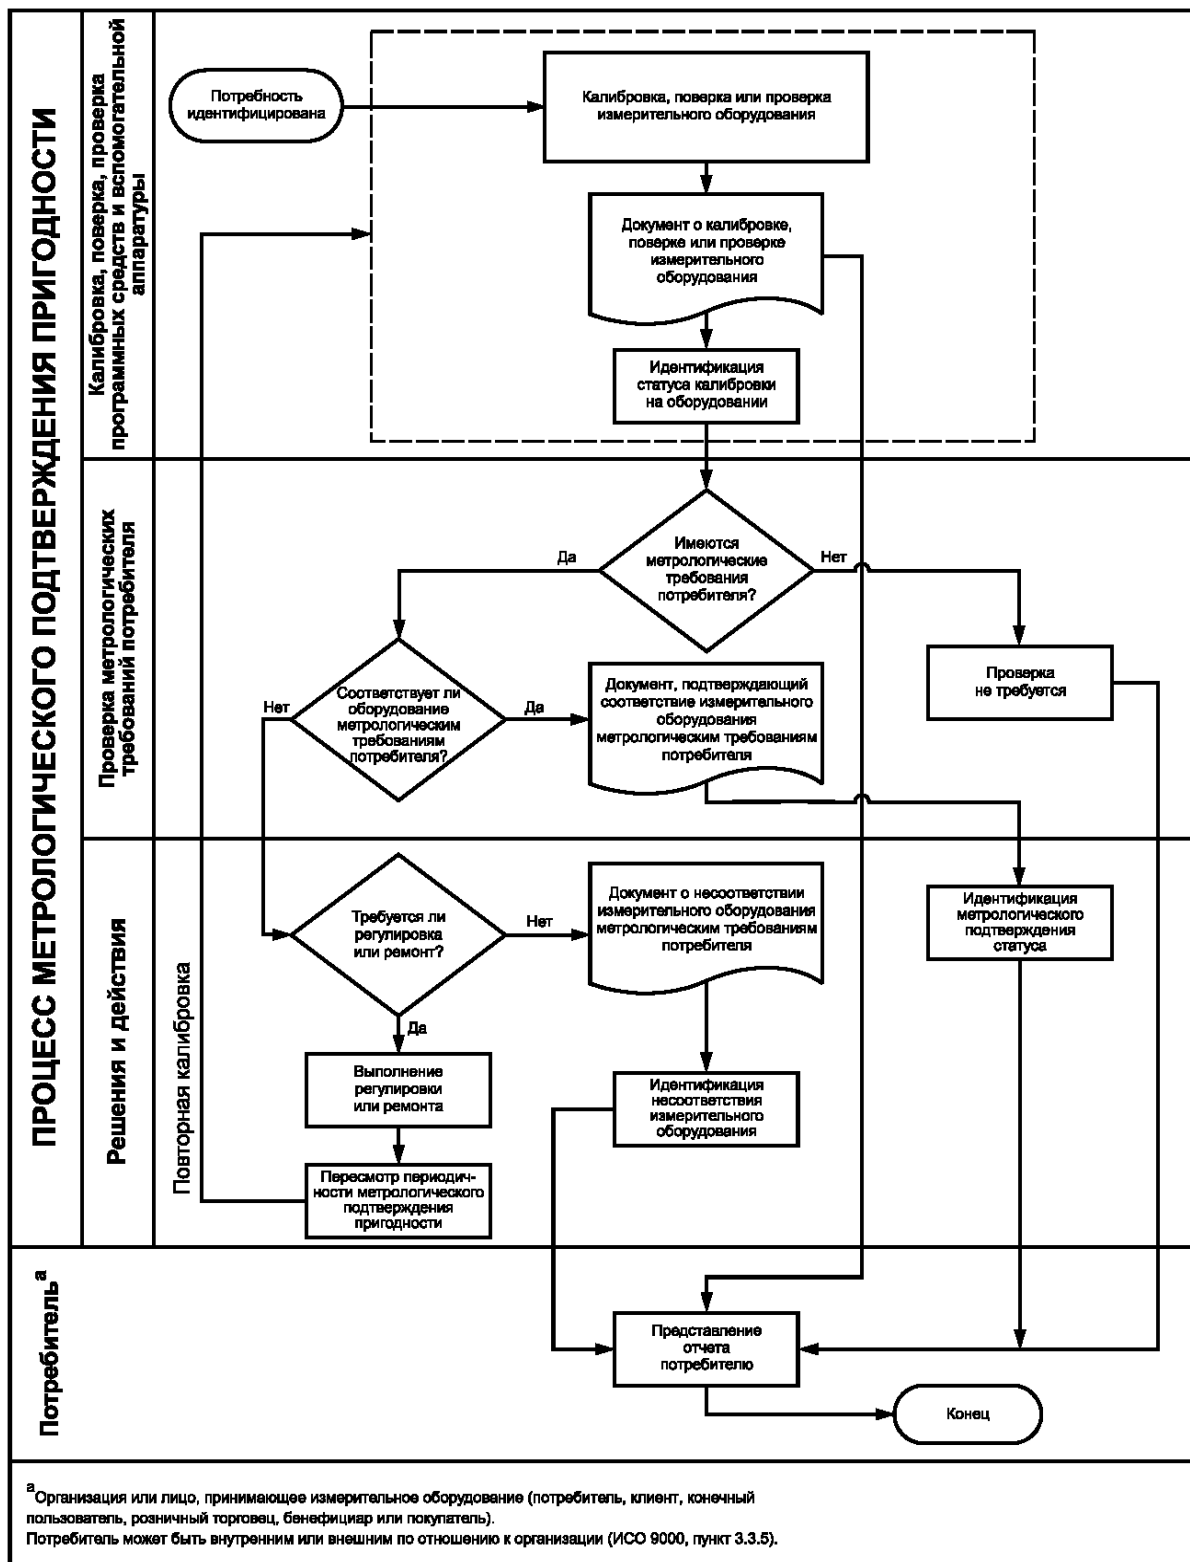 ПРОЦЕСС МЕТРОЛОГИЧЕСКОГО ПОДТВЕРЖДЕНИЯ ПРИГОДНОСТИ
Калибровка, поверка, проверка
программных средств и вспомогательной
аппаратуры
Потребность
идентифицирована
Калибровка, поверка или проверка
измерительного оборудования
Документ о калибровке,
поверке или проверке
измерительного
оборудования
Идентификация
статуса калибровки
на оборудовании
Проверка метрологических
требований потребителя
Имеются
метрологические
требования
потребителя?
Да
Нет
Соответствует ли
оборудование
метрологическим
требованиям
потребителя?
Нет
Да
Документ, подтверждающий
соответствие измерительного
оборудования
метрологическим требованиям
потребителя
Проверка
не требуется
Решения и действия
Повторная калибровка
Требуется ли
регулировка
или ремонт?
Нет
Да
Документ о несоответствии
измерительного оборудования
метрологическим требованиям
потребителя
Идентификация
метрологического
подтверждения
статуса
Выполнение
регулировки
или ремонта
Идентификация
несоответствия
измерительного
оборудования
Пересмотр периодич-
ности метрологического
подтверждения
пригодности
Потребитель а
Представление
отчета
потребителю
Конец
а Организация или лицо, принимающее измерительное оборудование (потребитель, клиент, конечный
пользователь, розничный торговец, бенефициар или покупатель).
Потребитель может быть внутренним или внешним по отношению к организации (ИСО 9000, пункт 3.3.5).